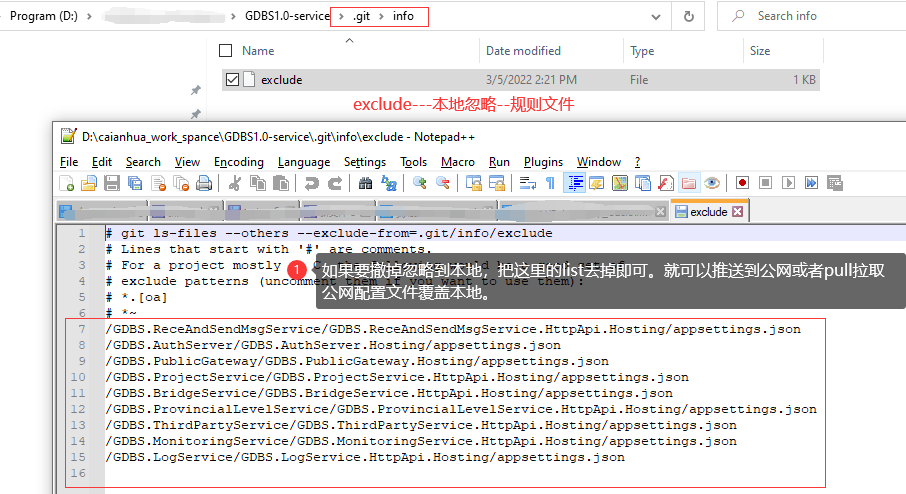 Program (D:) > GDBS1.0-service > .git > info
Search info
Name Date modified Type Size
exclude 3/5/2022 2:21 PM File 1 KB
exclude---本地忽略--规则文件
D:\caianhua_work_spance\GDBS1.0-service\.git\info\exclude - Notepad++
File Edit Search View Encoding Language Settings Tools Macro Run Plugins Window ?
exclude
1 # git ls-files --others --exclude-from=.git/info/exclude
2 # Lines that start with '#' are comments.
3 # For a project mostly
1 如果要撤掉忽略到本地，把这里的list去掉即可。就可以推送到公网或者pull拉取
公网配置文件覆盖本地。
4 # exclude patterns (uncomment them if you want to use them):
5 # *.[oa]
6 # *~
7 /GDBS.ReceAndSendMsgService/GDBS.ReceAndSendMsgService.HttpApi.Hosting/appsettings.json
8 /GDBS.AuthServer/GDBS.AuthServer.Hosting/appsettings.json
9 /GDBS.PublicGateway/GDBS.PublicGateway.Hosting/appsettings.json
10 /GDBS.ProjectService/GDBS.ProjectService.HttpApi.Hosting/appsettings.json
11 /GDBS.BridgeService/GDBS.BridgeService.HttpApi.Hosting/appsettings.json
12 /GDBS.ProvincialLevelService/GDBS.ProvincialLevelService.HttpApi.Hosting/appsettings.json
13 /GDBS.ThirdPartyService/GDBS.ThirdPartyService.HttpApi.Hosting/appsettings.json
14 /GDBS.MonitoringService/GDBS.MonitoringService.HttpApi.Hosting/appsettings.json
15 /GDBS.LogService/GDBS.LogService.HttpApi.Hosting/appsettings.json
16